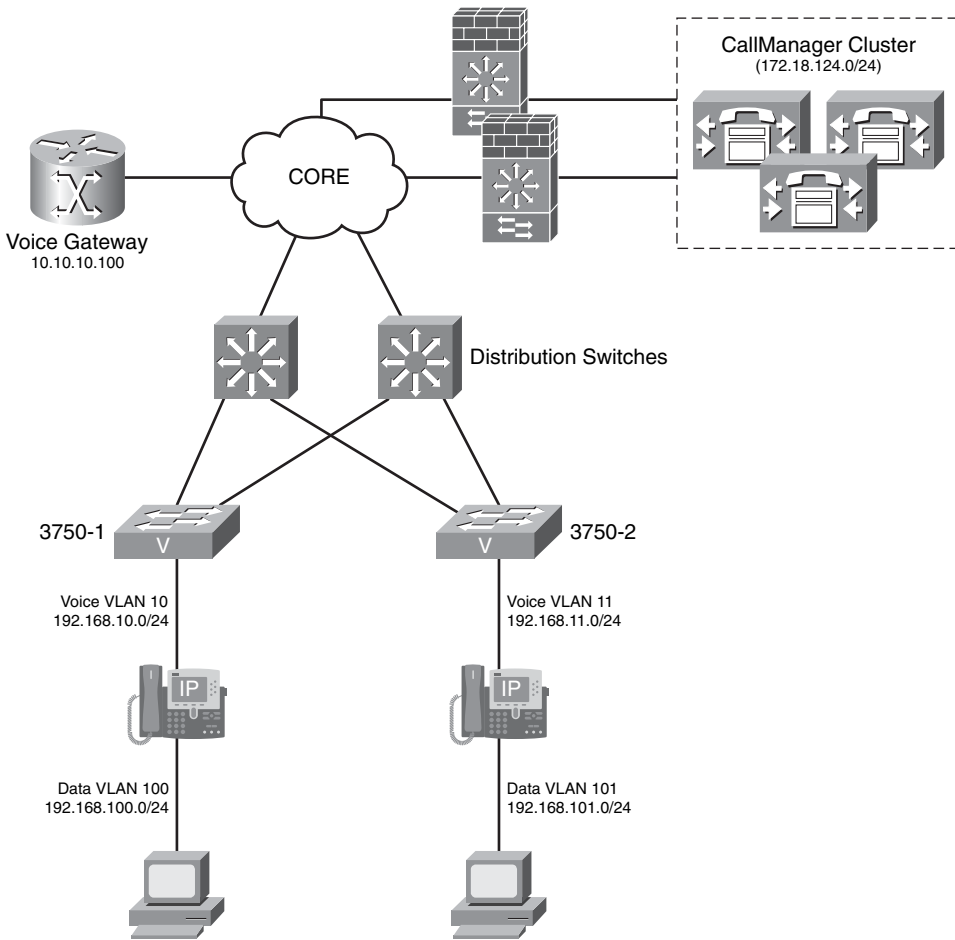 CallManager Cluster
(172.18.124.0/24)
CORE
Voice Gateway
10.10.10.100
Distribution Switches
3750-1
V
V
3750-2
Voice VLAN 10
192.168.10.0/24
Voice VLAN 11
192.168.11.0/24
IP
IP
Data VLAN 100
192.168.100.0/24
Data VLAN 101
192.168.101.0/24